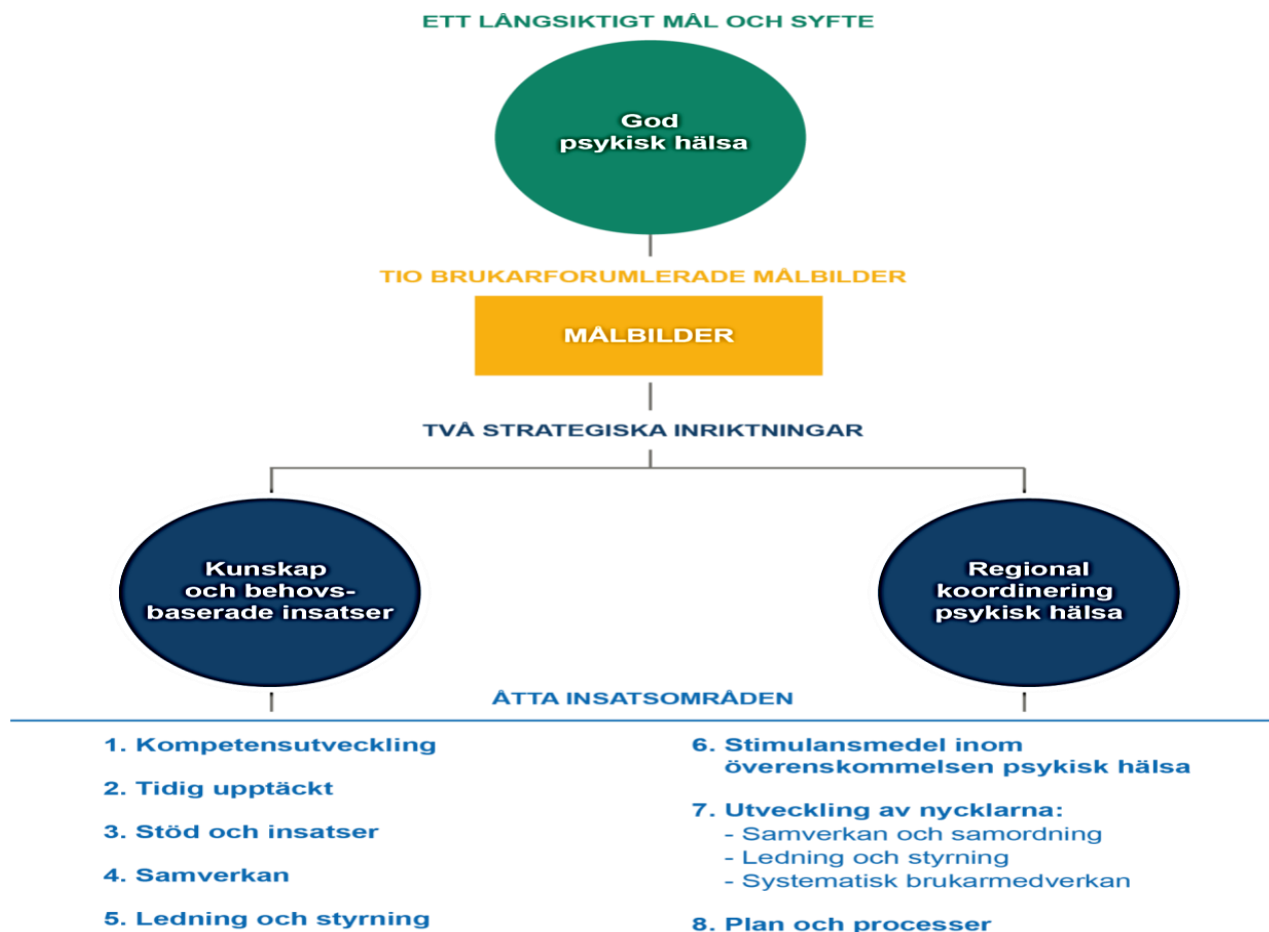 ETT LÅNGSIKTIGT MÅL OCH SYFTE
God
psykisk hälsa
TIO BRUKARFORUMLERADE MÅLBILDER
MÅLBILDER
TVÅ STRATEGISKA INRIKTNINGAR
Kunskap
och behovs-
baserade insatser
Regional
koordinering
psykisk hälsa
ÅTTA INSATSOMRÅDEN
1. Kompetensutveckling
2. Tidig upptäckt
3. Stöd och insatser
4. Samverkan
5. Ledning och styrning
6. Stimulansmedel inom
överenskommelsen psykisk hälsa
7. Utveckling av nycklarna:
- Samverkan och samordning
- Ledning och styrning
- Systematisk brukarmedverkan
8. Plan och processer